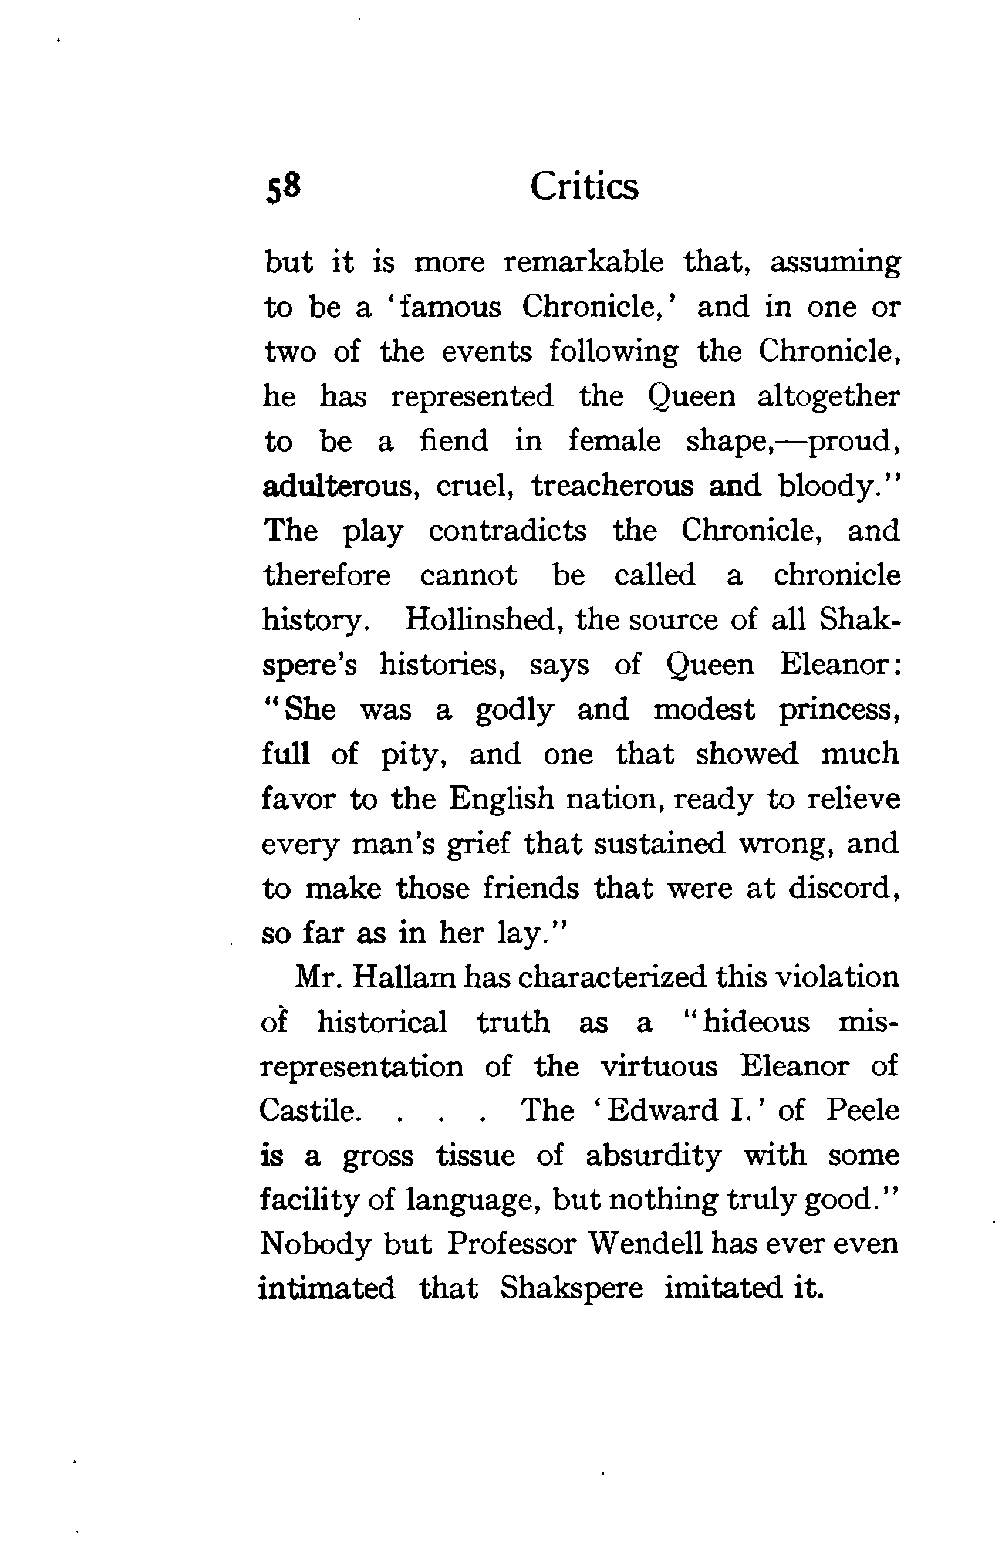 58 Critics
but it is more remarkable that, assuming
to be a ‘famous Chronicle,’ and in one or
two of the events following the Chronicle,
he has represented the Queen altogether
to be a fiend in female shape,—proud,
adulterous, cruel, treacherous and bloody.”
The play contradicts the Chronicle, and
therefore cannot be called a chronicle
history. Hollinshed, the source of all Shak-
spere’s histories, says of Queen Eleanor:
“She was a godly and modest princess,
full of pity, and one that showed much
favor to the English nation, ready to relieve
every man’s grief that sustained wrong, and
to make those friends that were at discord,
so far as in her lay.”
Mr. Hallam has characterized this violation
of historical truth as a “hideous mis-
representation of the virtuous Eleanor of
Castile. . . . The ‘Edward I.’ of Peele
is a gross tissue of absurdity with some
facility of language, but nothing truly good.”
Nobody but Professor Wendell has ever even
intimated that Shakspere imitated it.